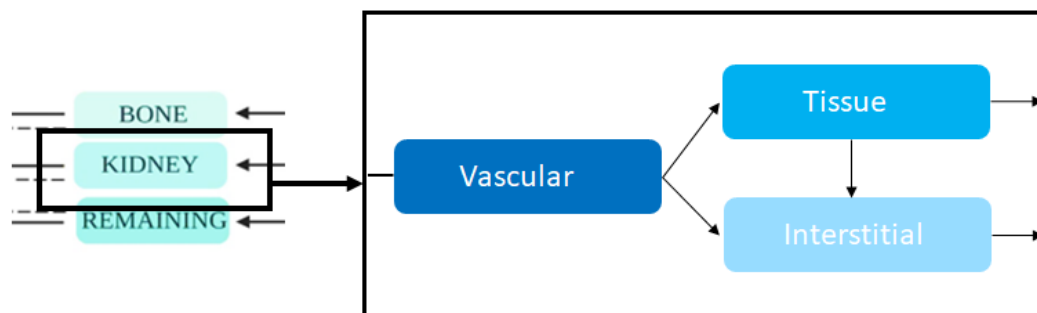 BONE
KIDNEY
REMAINING
Vascular
Tissue
Interstitial